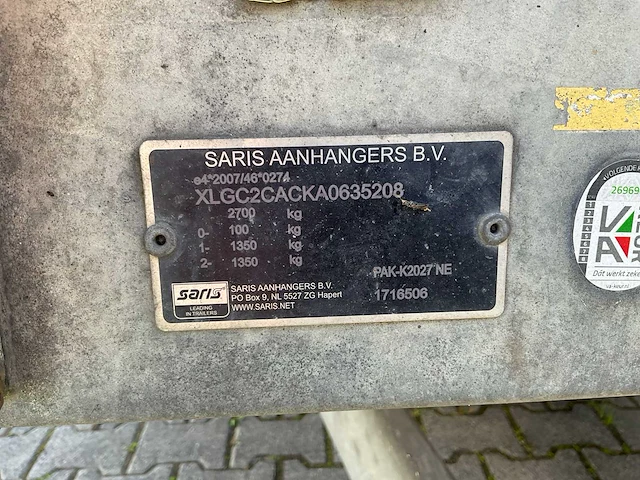 SARIS AANHANGERS B.V.
e4*2007/46*0274
XLGC2CACKA0635208
2700 kg
0- 100 kg
1- 1350 kg
2- 1350 kg
PAK-K2027 NE
1716506
saris
LEADING
IN TRAILERS
SARIS AANHANGERS B.V.
PO Box 9, NL 5527 ZG Hapert
WWW.SARIS.NET
26969
Dát werkt zeke